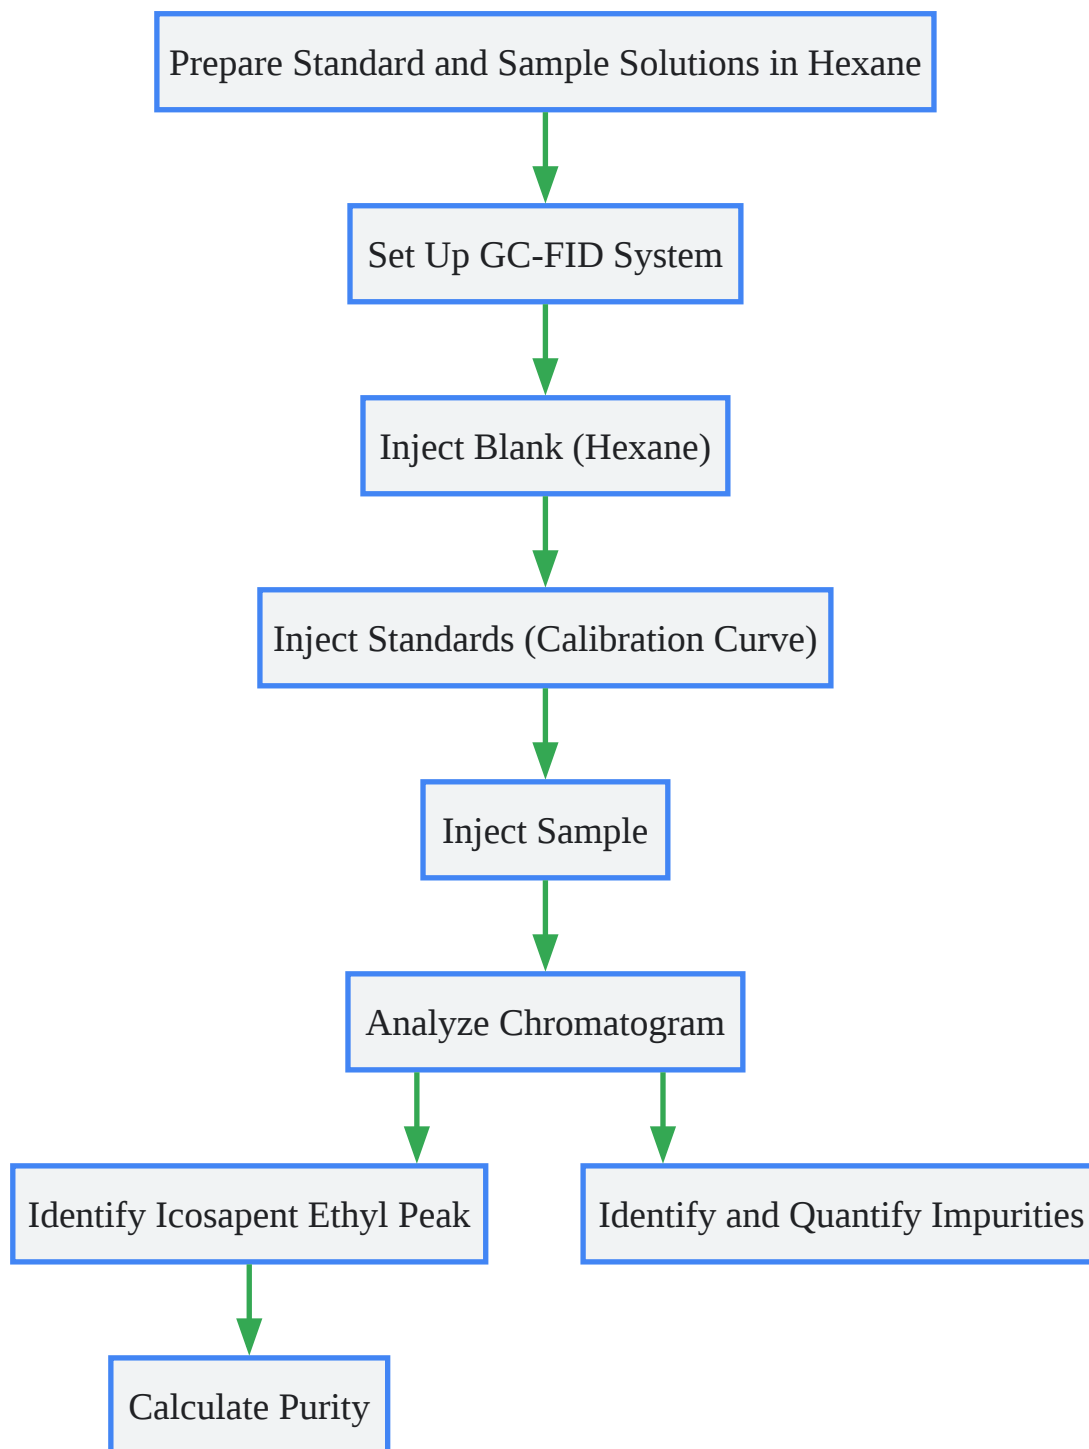 Prepare Standard and Sample Solutions in Hexane
Set Up GC-FID System
Inject Blank (Hexane)
Inject Standards (Calibration Curve)
Inject Sample
Analyze Chromatogram
Identify Icosapent Ethyl Peak
Identify and Quantify Impurities
Calculate Purity